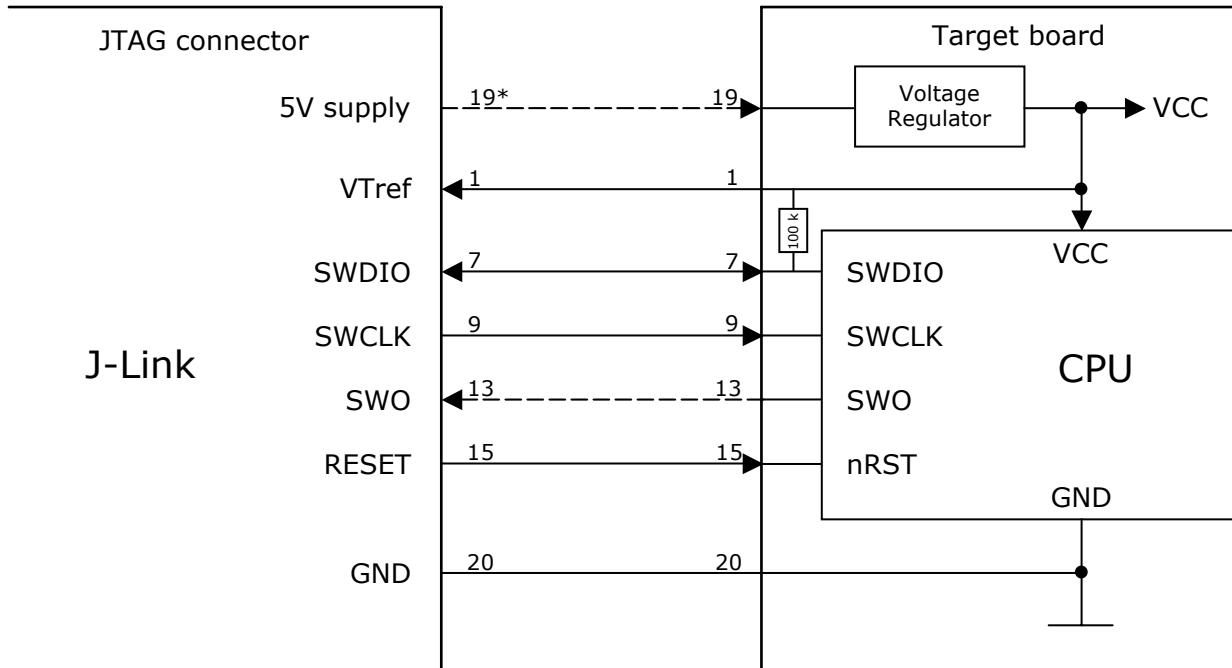 JTAG connector
Target board
5V supply
19*
19
Voltage
Regulator
VCC
VTref
1
1
100 k
VCC
SWDIO
7
7
SWDIO
SWCLK
9
9
SWCLK
J-Link
CPU
SWO
13
13
SWO
RESET
15
15
nRST
GND
GND
20
20